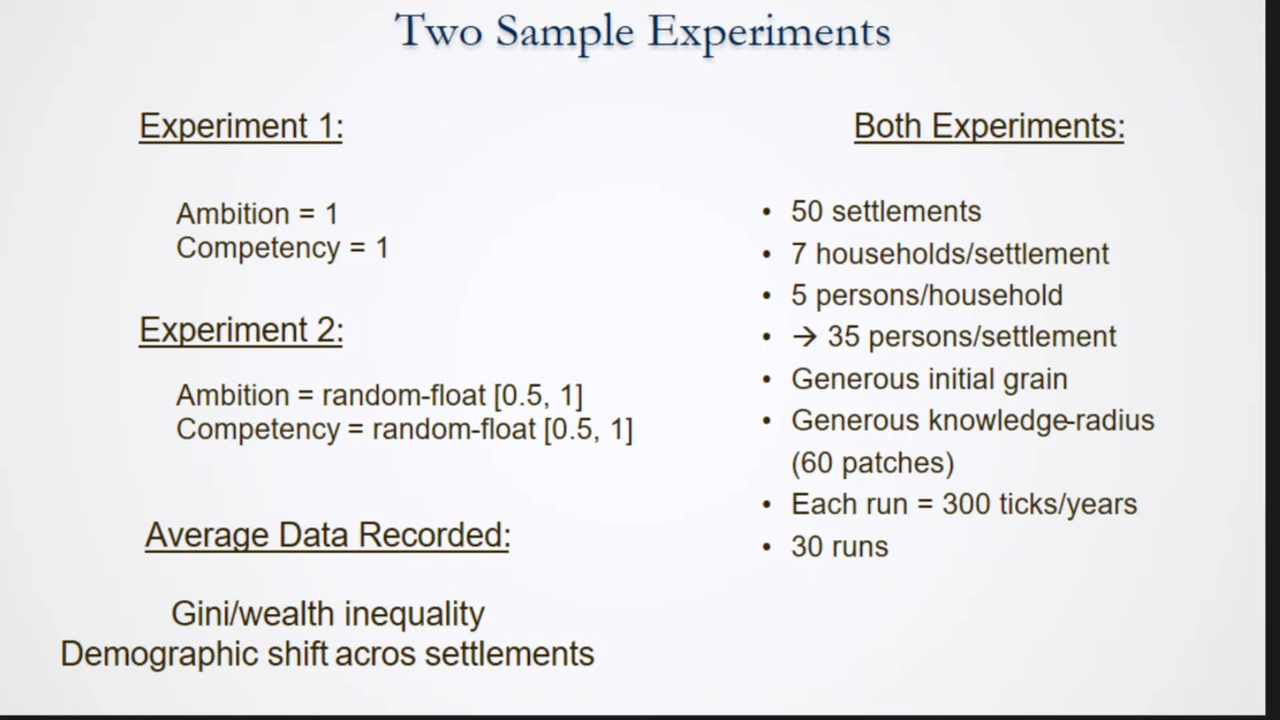 Two Sample Experiments
Experiment 1:
Ambition = 1
Competency = 1
Experiment 2:
Ambition = random-float [0.5, 1]
Competency = random-float [0.5, 1]
Average Data Recorded:
Gini/wealth inequality
Demographic shift acros settlements
Both Experiments:
• 50 settlements
• 7 households/settlement
• 5 persons/household
• → 35 persons/settlement
• Generous initial grain
• Generous knowledge-radius
(60 patches)
• Each run = 300 ticks/years
• 30 runs